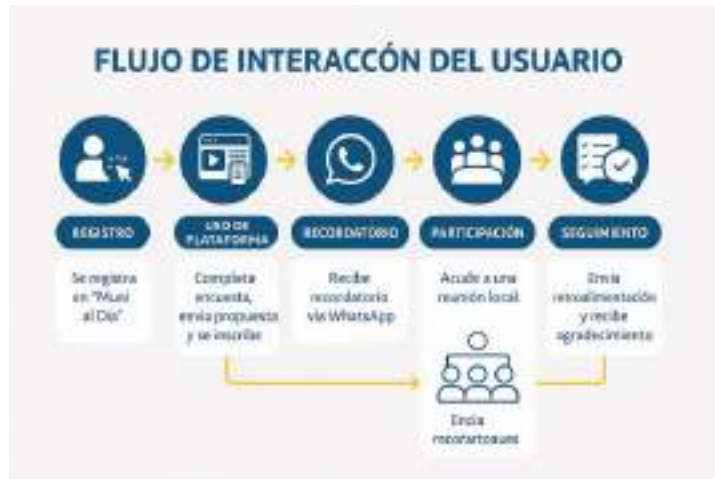 FLUJO DE INTERACCÓN DEL USUARIO
REGISTRO
Se registra
en "Muni
al Día"
USO DE
PLATAFORMA
Completa
encuesta,
envía propuesta
y se inscribe
RECORDATORIO
Recibe
recordatorio
vía WhatsApp
PARTICIPACIÓN
Acude a una
reunión local
Envía
SEGUIMIENTO
Envía
retroalimentación
y recibe
agradecimiento